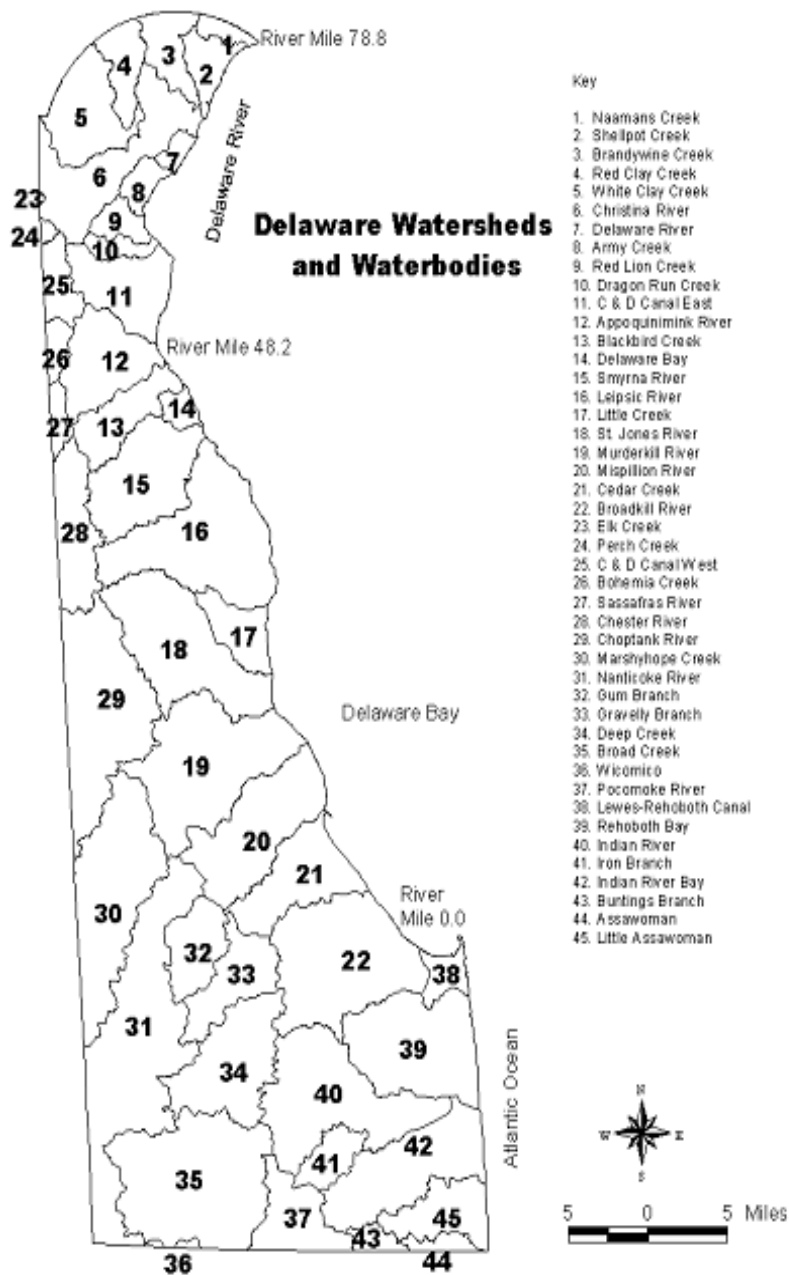 River Mile 78.8
Delaware River
Delaware Watersheds
and Waterbodies
River Mile 48.2
Delaware Bay
River
Mile 0.0
Atlantic Ocean
1
2
3
4
5
6
7
8
9
10
11
12
13
14
15
16
17
18
19
20
21
22
23
24
25
26
27
28
29
30
31
32
33
34
35
36
37
38
39
40
41
42
43
44
45
Key
1. Naamans Creek
2. Shellpot Creek
3. Brandywine Creek
4. Red Clay Creek
5. White Clay Creek
6. Christina River
7. Delaware River
8. Army Creek
9. Red Lion Creek
10. Dragon Run Creek
11. C & D Canal East
12. Appoquinimink River
13. Blackbird Creek
14. Delaware Bay
15. Smyrna River
16. Leipsic River
17. Little Creek
18. St. Jones River
19. Murderkill River
20. Mispillion River
21. Cedar Creek
22. Broadkill River
23. Elk Creek
24. Perch Creek
25. C & D Canal West
26. Bohemia Creek
27. Sassafras River
28. Chester River
29. Choptank River
30. Marshyhope Creek
31. Nanticoke River
32. Gum Branch
33. Gravelly Branch
34. Deep Creek
35. Broad Creek
36. Wicomico
37. Pocomoke River
38. Lewes-Rehoboth Canal
39. Rehoboth Bay
40. Indian River
41. Iron Branch
42. Indian River Bay
43. Buntings Branch
44. Assawoman
45. Little Assawoman
N
W E
S
5 0 5 Miles